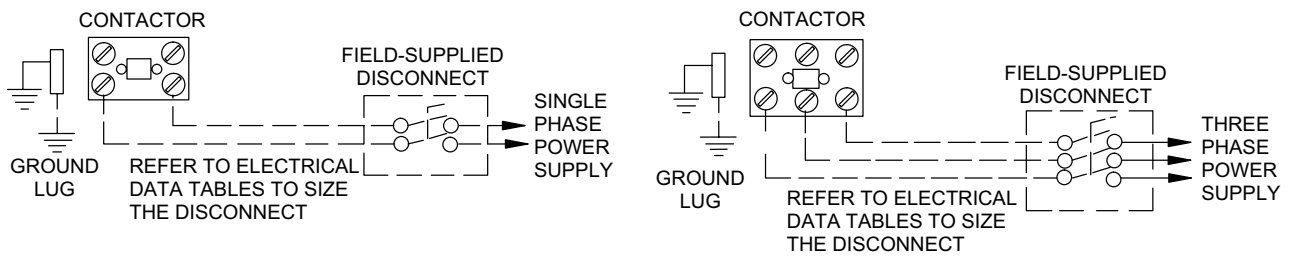 CONTACTOR
FIELD-SUPPLIED
DISCONNECT
SINGLE
PHASE
POWER
SUPPLY
GROUND
LUG
REFER TO ELECTRICAL
DATA TABLES TO SIZE
THE DISCONNECT
CONTACTOR
FIELD-SUPPLIED
DISCONNECT
THREE
PHASE
POWER
SUPPLY
GROUND
LUG
REFER TO ELECTRICAL
DATA TABLES TO SIZE
THE DISCONNECT